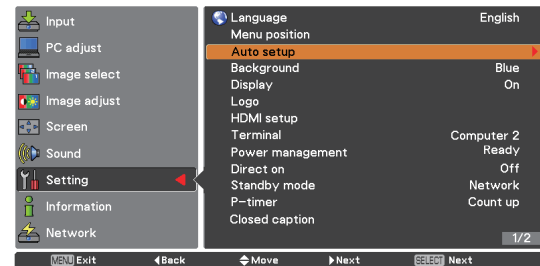 Input
PC adjust
Image select
Image adjust
Screen
Sound
Setting
Information
Network
Language English
Menu position
Auto setup
Background Blue
Display On
Logo
HDMI setup
Terminal Computer 2
Power management Ready
Direct on Off
Standby mode Network
P-timer Count up
Closed caption
1/2
MENU Exit Back Move Next SELECT Next